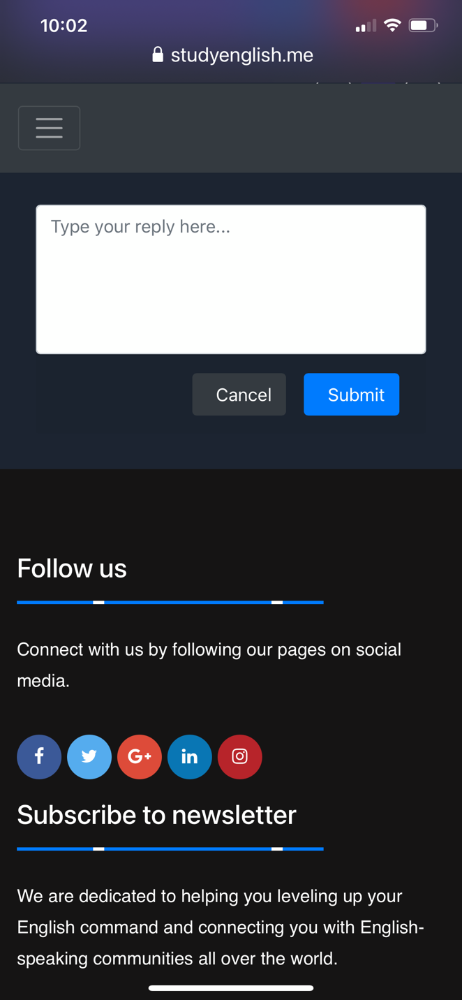 10:02
studyenglish.me
Type your reply here...
Cancel Submit
Follow us
Connect with us by following our pages on social
media.
f G+ in
Subscribe to newsletter
We are dedicated to helping you leveling up your
English command and connecting you with English-
speaking communities all over the world.